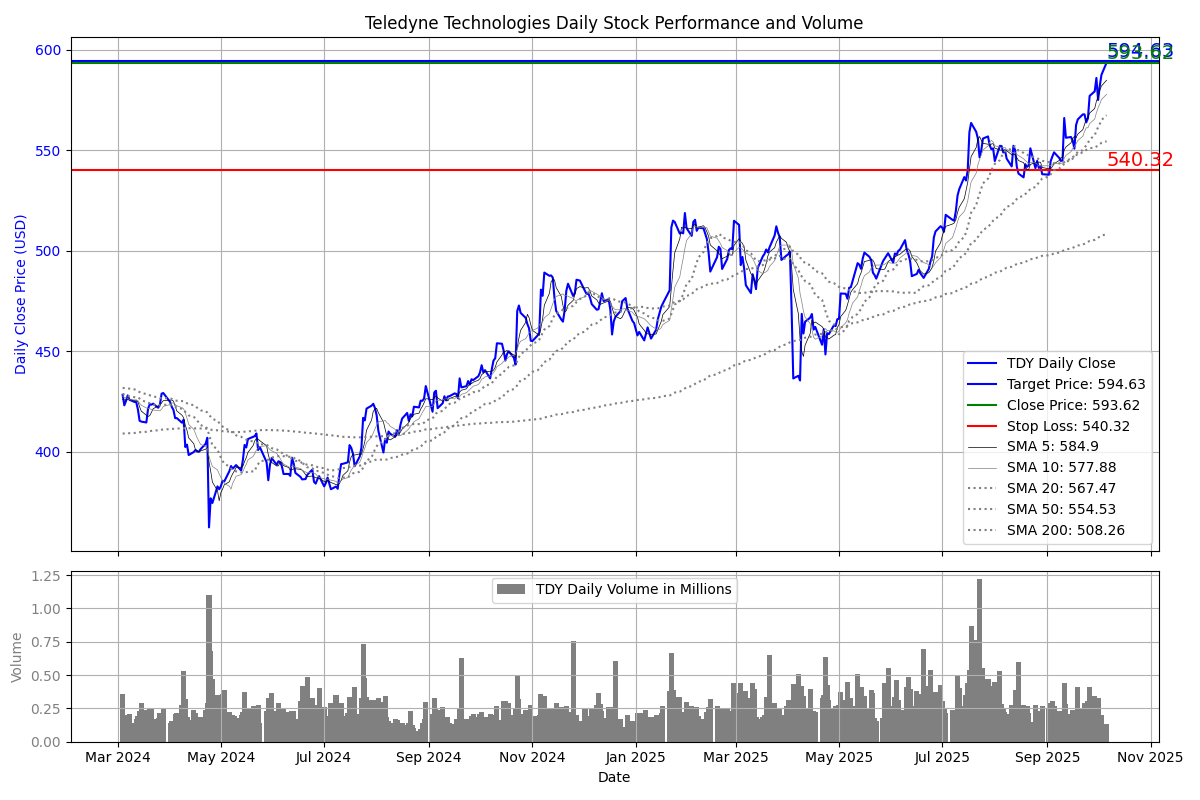 Teledyne Technologies Daily Stock Performance and Volume
594.63
593.62
540.32
600
550
500
450
400
Daily Close Price (USD)
TDY Daily Close
Target Price: 594.63
Close Price: 593.62
Stop Loss: 540.32
SMA 5: 584.9
SMA 10: 577.88
SMA 20: 567.47
SMA 50: 554.53
SMA 200: 508.26
TDY Daily Volume in Millions
1.25
1.00
0.75
0.50
0.25
0.00
Volume
Mar 2024 May 2024 Jul 2024 Sep 2024 Nov 2024 Jan 2025 Mar 2025 May 2025 Jul 2025 Sep 2025 Nov 2025
Date